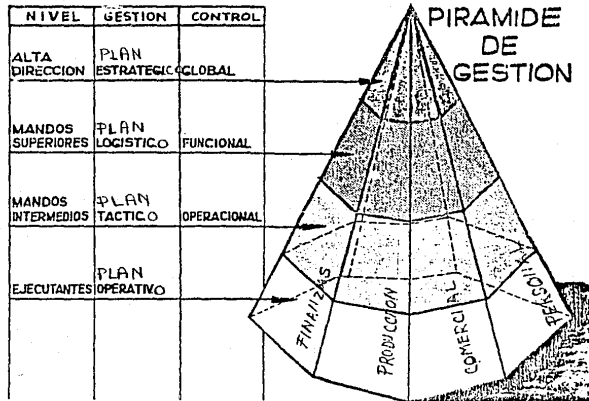 NIVEL GESTION CONTROL
ALTA DIRECCION
PLAN ESTRATEGICO
GLOBAL
MANDOS SUPERIORES
PLAN LOGISTICO
FUNCIONAL
MANDOS INTERMEDIOS
PLAN TACTICO
OPERACIONAL
EJECUTANTES
PLAN OPERATIVO
PIRAMIDE
DE
GESTION
FINANZAS
PRODUCCION
COMERCIAL